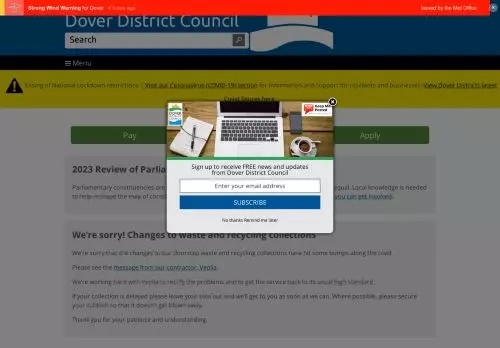 Strong Wind Warning for Dover - 4 hours ago
Issued by the Met Office
Dover District Council
Search
Menu
Easing of National Lockdown restrictions Visit our Coronavirus (COVID-19) section for information and support for residents and businesses. View Dover District's latest
Covid figures here
DOVER
Keep Me
Posted
Pay
Apply
Sign up to receive FREE news and updates
from Dover District Council
Enter your email address
SUBSCRIBE
No thanks Remind me later
2023 Review of Parlia
Parliamentary constituencies are
qual. Local knowledge is needed
to help reshape the map of const
you can get involved.
We're sorry! Changes to waste and recycling collections
We're sorry that the changes to our doorstep waste and recycling collections have hit some bumps along the road.
Please see the message from our contractor, Veolia.
We're working hard with Veolia to rectify the problems and to get the service back to its usual high standard.
If your collection is delayed please leave your bins out and we'll get to you as soon as we can. Where possible, please secure
your rubbish so that it doesn't get blown away.
Thank you for your patience and understanding.